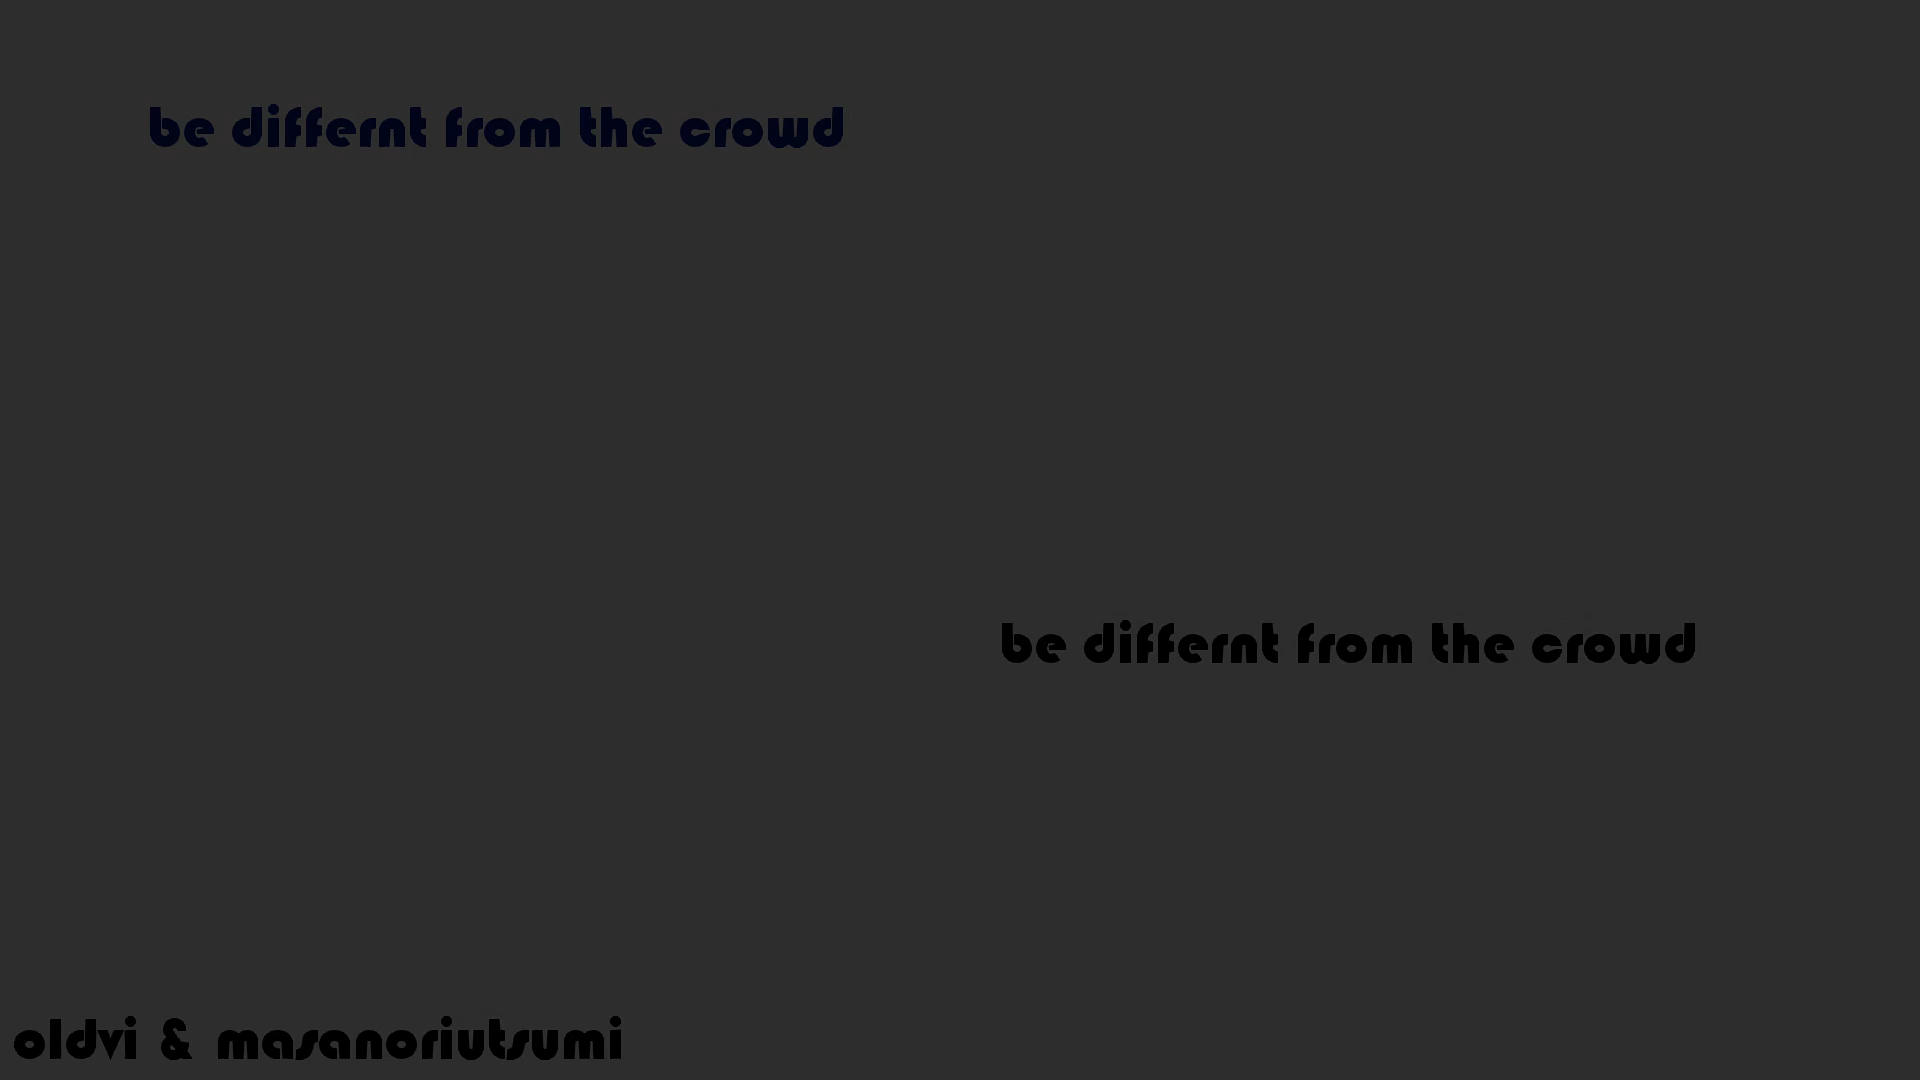 be differnt from the crowd
be differnt from the crowd
oldvi & masanoriutsumi